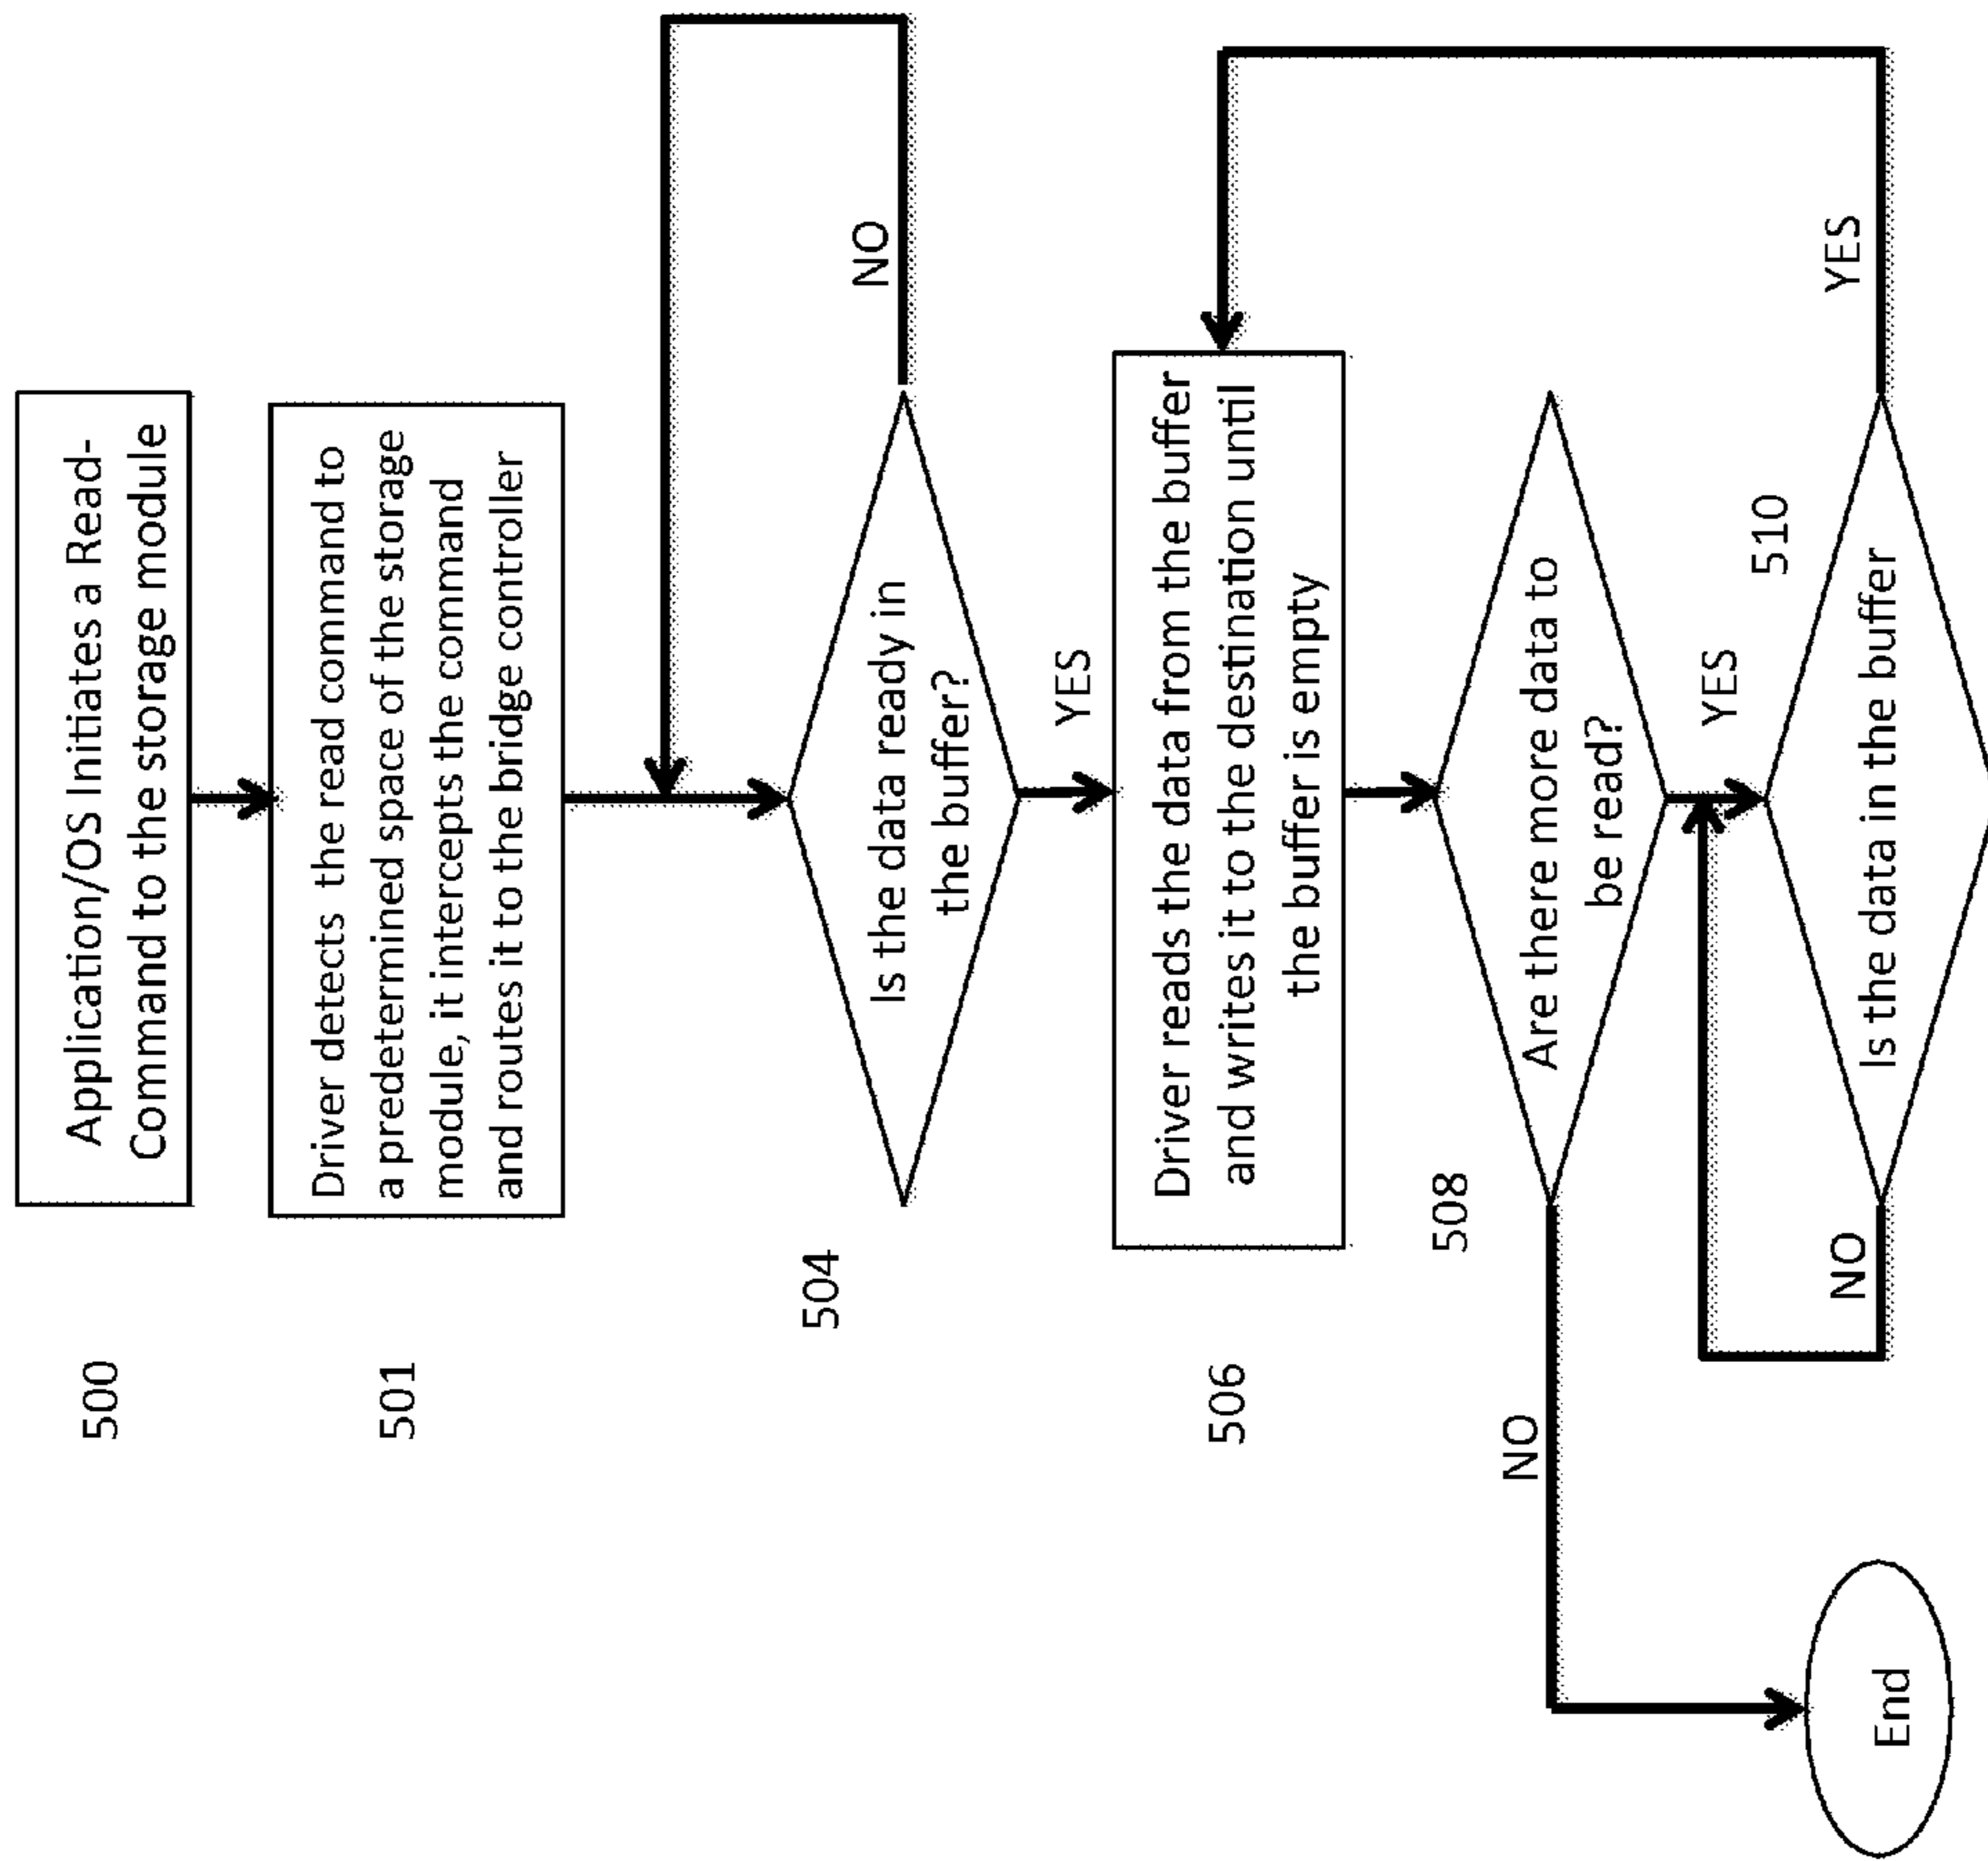 500
Application/OS Initiates a Read-
Command to the storage module
501
Driver detects the read command to
a predetermined space of the storage
module, it intercepts the command
and routes it to the bridge controller
504
Is the data ready in
the buffer?
NO
YES
506
Driver reads the data from the buffer
and writes it to the destination until
the buffer is empty
508
Are there more data to
be read?
NO
YES
510
Is the data in the buffer
NO
YES
End